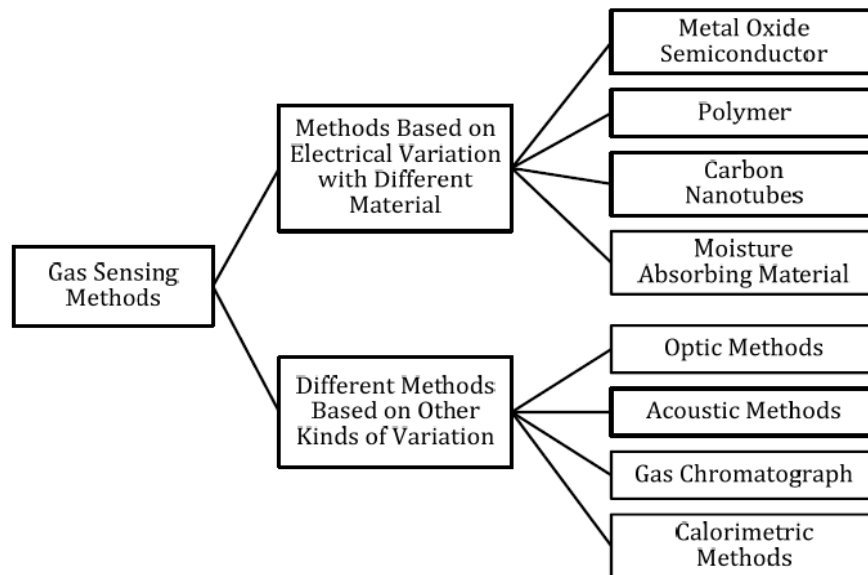 Gas Sensing
Methods
Methods Based on
Electrical Variation
with Different
Material
Metal Oxide
Semiconductor
Polymer
Carbon
Nanotubes
Moisture
Absorbing Material
Different Methods
Based on Other
Kinds of Variation
Optic Methods
Acoustic Methods
Gas Chromatograph
Calorimetric
Methods